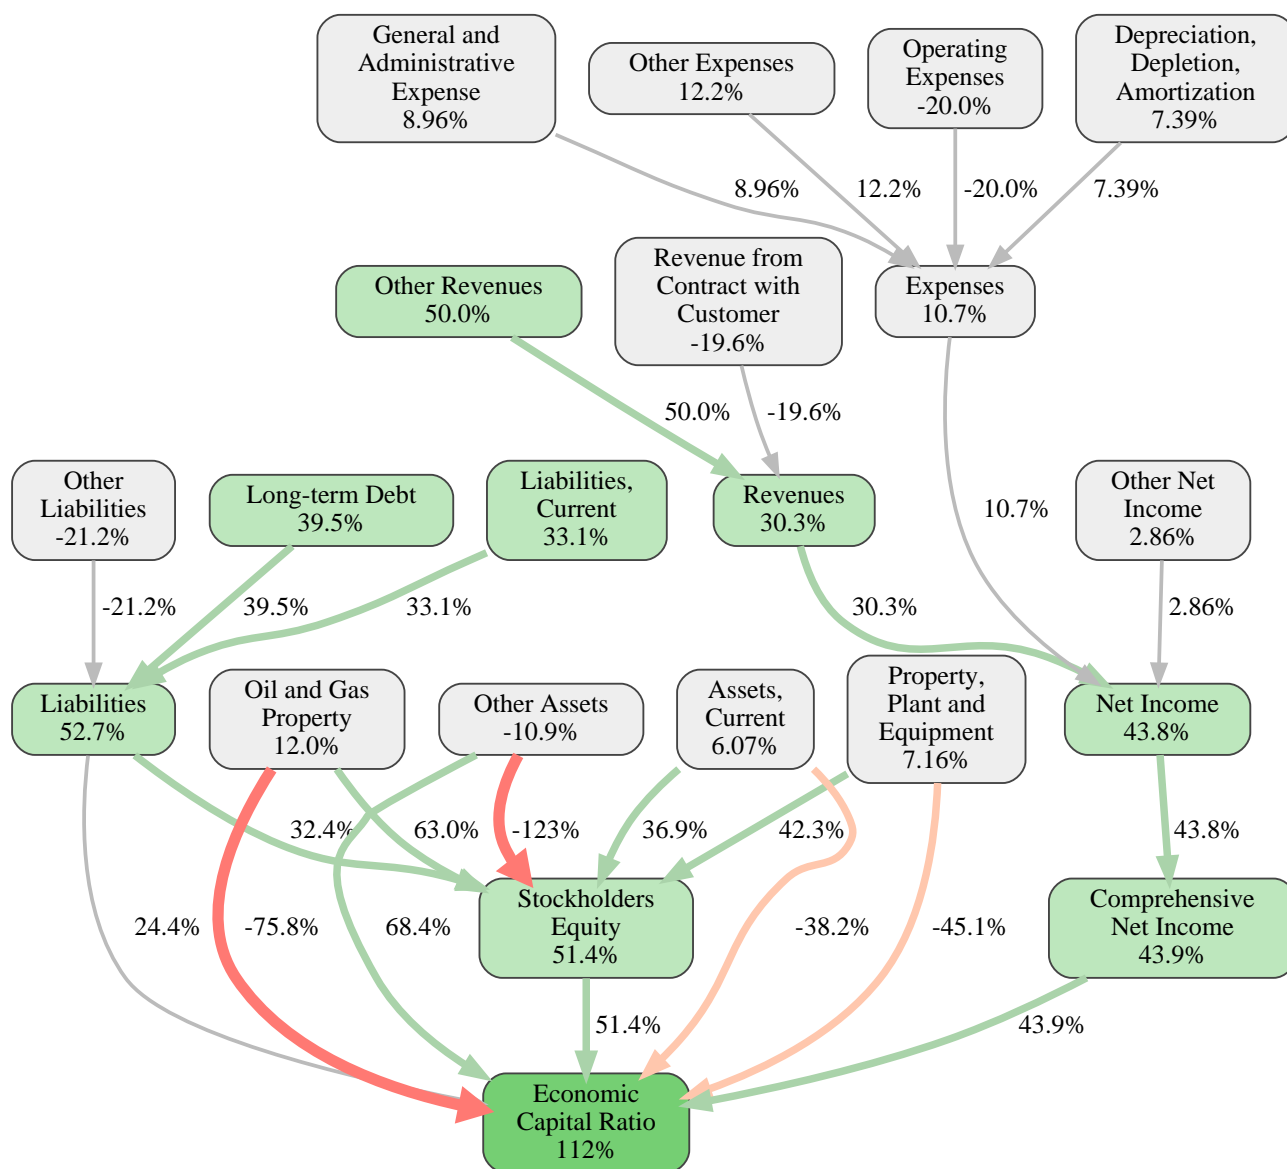 General and
Administrative
Expense
8.96%
Other Expenses
12.2%
Operating
Expenses
-20.0%
Depreciation,
Depletion,
Amortization
7.39%
8.96%
12.2%
-20.0%
7.39%
Other Revenues
50.0%
Revenue from
Contract with
Customer
-19.6%
Expenses
10.7%
50.0%
-19.6%
Other
Liabilities
-21.2%
Long-term Debt
39.5%
Liabilities,
Current
33.1%
Revenues
30.3%
10.7%
Other Net
Income
2.86%
-21.2%
39.5%
33.1%
30.3%
2.86%
Liabilities
52.7%
Oil and Gas
Property
12.0%
Other Assets
-10.9%
Assets,
Current
6.07%
Property,
Plant and
Equipment
7.16%
Net Income
43.8%
32.4%
63.0%
-123%
36.9%
42.3%
43.8%
24.4%
-75.8%
68.4%
Stockholders
Equity
51.4%
-38.2%
-45.1%
Comprehensive
Net Income
43.9%
51.4%
43.9%
Economic
Capital Ratio
112%